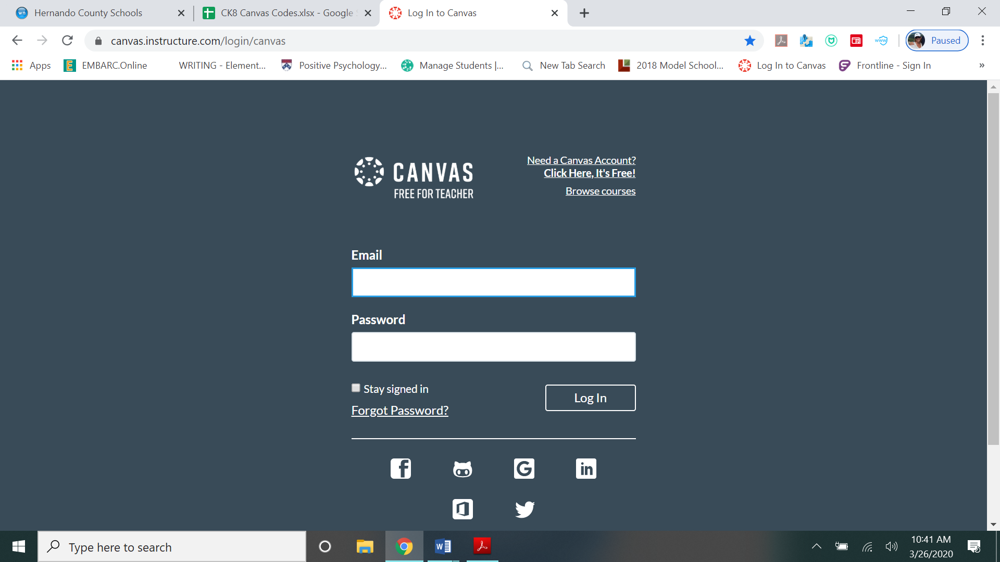 Hernando County Schools
CK8 Canvas Codes.xlsx - Google
Log In to Canvas
canvas.instructure.com/login/canvas
Paused
Apps
EMBARC.Online
WRITING - Element...
Positive Psychology...
Manage Students |...
New Tab Search
2018 Model School...
Log In to Canvas
Frontline - Sign In
»
CANVAS
FREE FOR TEACHER
Need a Canvas Account?
Click Here, It's Free!
Browse courses
Email
Password
Stay signed in
Log In
Forgot Password?
Type here to search
10:41 AM
3/26/2020